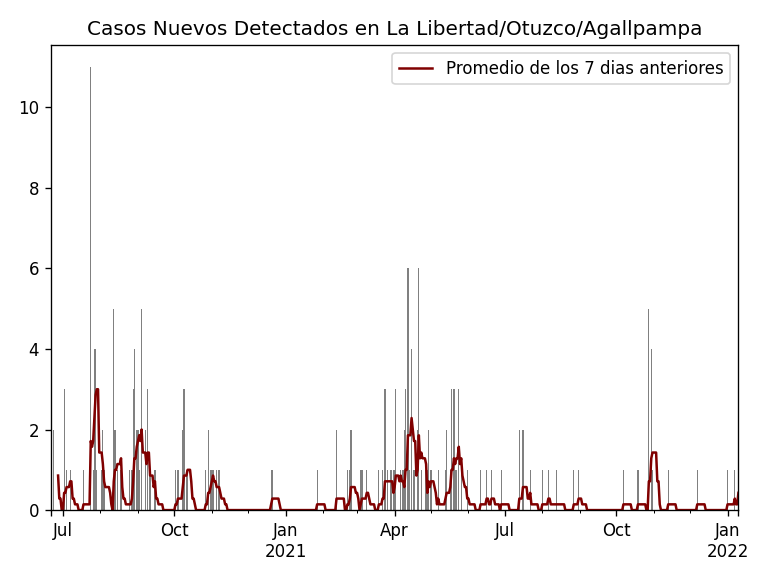 Casos Nuevos Detectados en La Libertad/Otuzco/Agallpampa
Promedio de los 7 dias anteriores
10
8
6
4
2
0
Jul Oct Jan Apr Jul Oct Jan
2021 2022